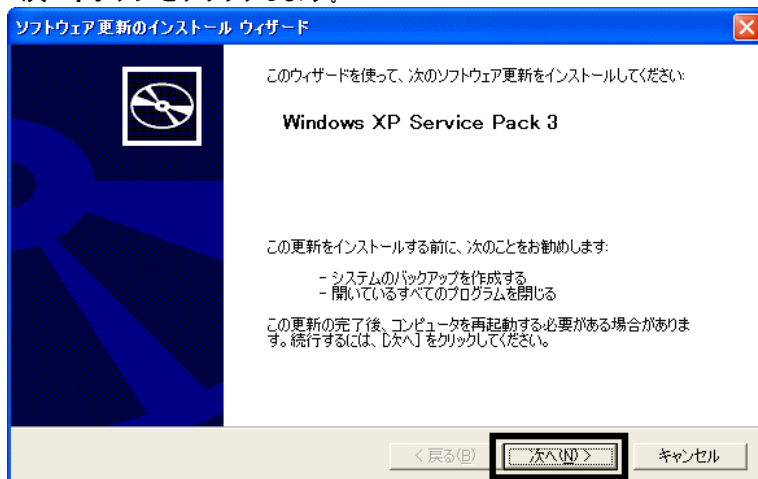 ソフトウェア更新のインストール ウィザード
このウィザードを使って、次のソフトウェア更新をインストールしてください:
Windows XP Service Pack 3
この更新をインストールする前に、次のことをお勧めします:
- システムのバックアップを作成する
- 開いているすべてのプログラムを閉じる
この更新の完了後、コンピュータを再起動する必要がある場合がありま
す。続行するには、[次へ] をクリックしてください。
< 戻る(B)
次へ(N) >
キャンセル